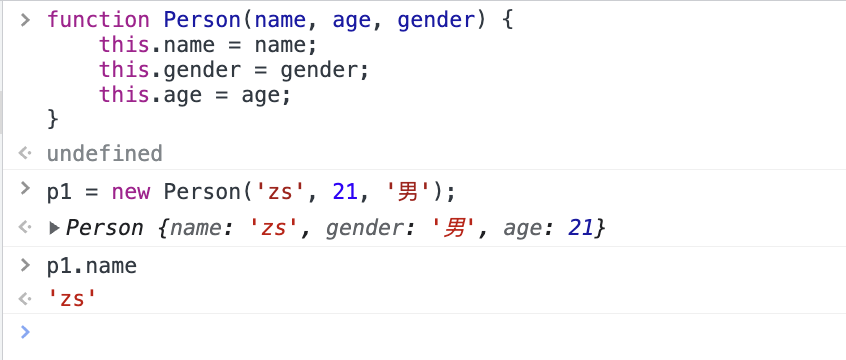 function Person(name, age, gender) {
    this.name = name;
    this.gender = gender;
    this.age = age;
}
undefined
p1 = new Person('zs', 21, '男');
Person {name: 'zs', gender: '男', age: 21}
p1.name
'zs'